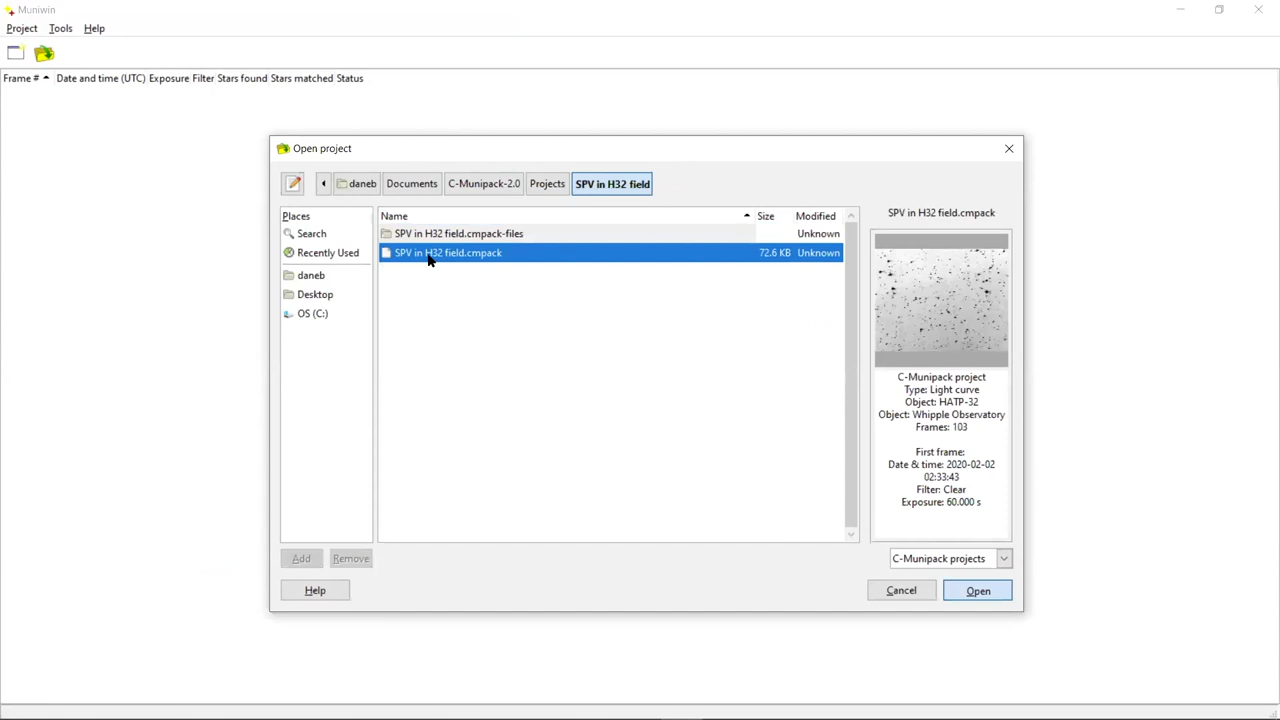 Muniwin
Project Tools Help
Frame # Date and time (UTC) Exposure Filter Stars found Stars matched Status
Open project
daneb Documents C-Munipack-2.0 Projects SPV in H32 field
Places
Search
Recently Used
daneb
Desktop
OS (C:)
Name Size Modified
SPV in H32 field.cmpack-files Unknown
SPV in H32 field.cmpack 72.6 KB Unknown
SPV in H32 field.cmpack
C-Munipack project
Type: Light curve
Object: HATP-32
Object: Whipple Observatory
Frames: 103
First frame:
Date & time: 2020-02-02
02:33:43
Filter: Clear
Exposure: 60.000 s
Add Remove
C-Munipack projects
Help
Cancel Open